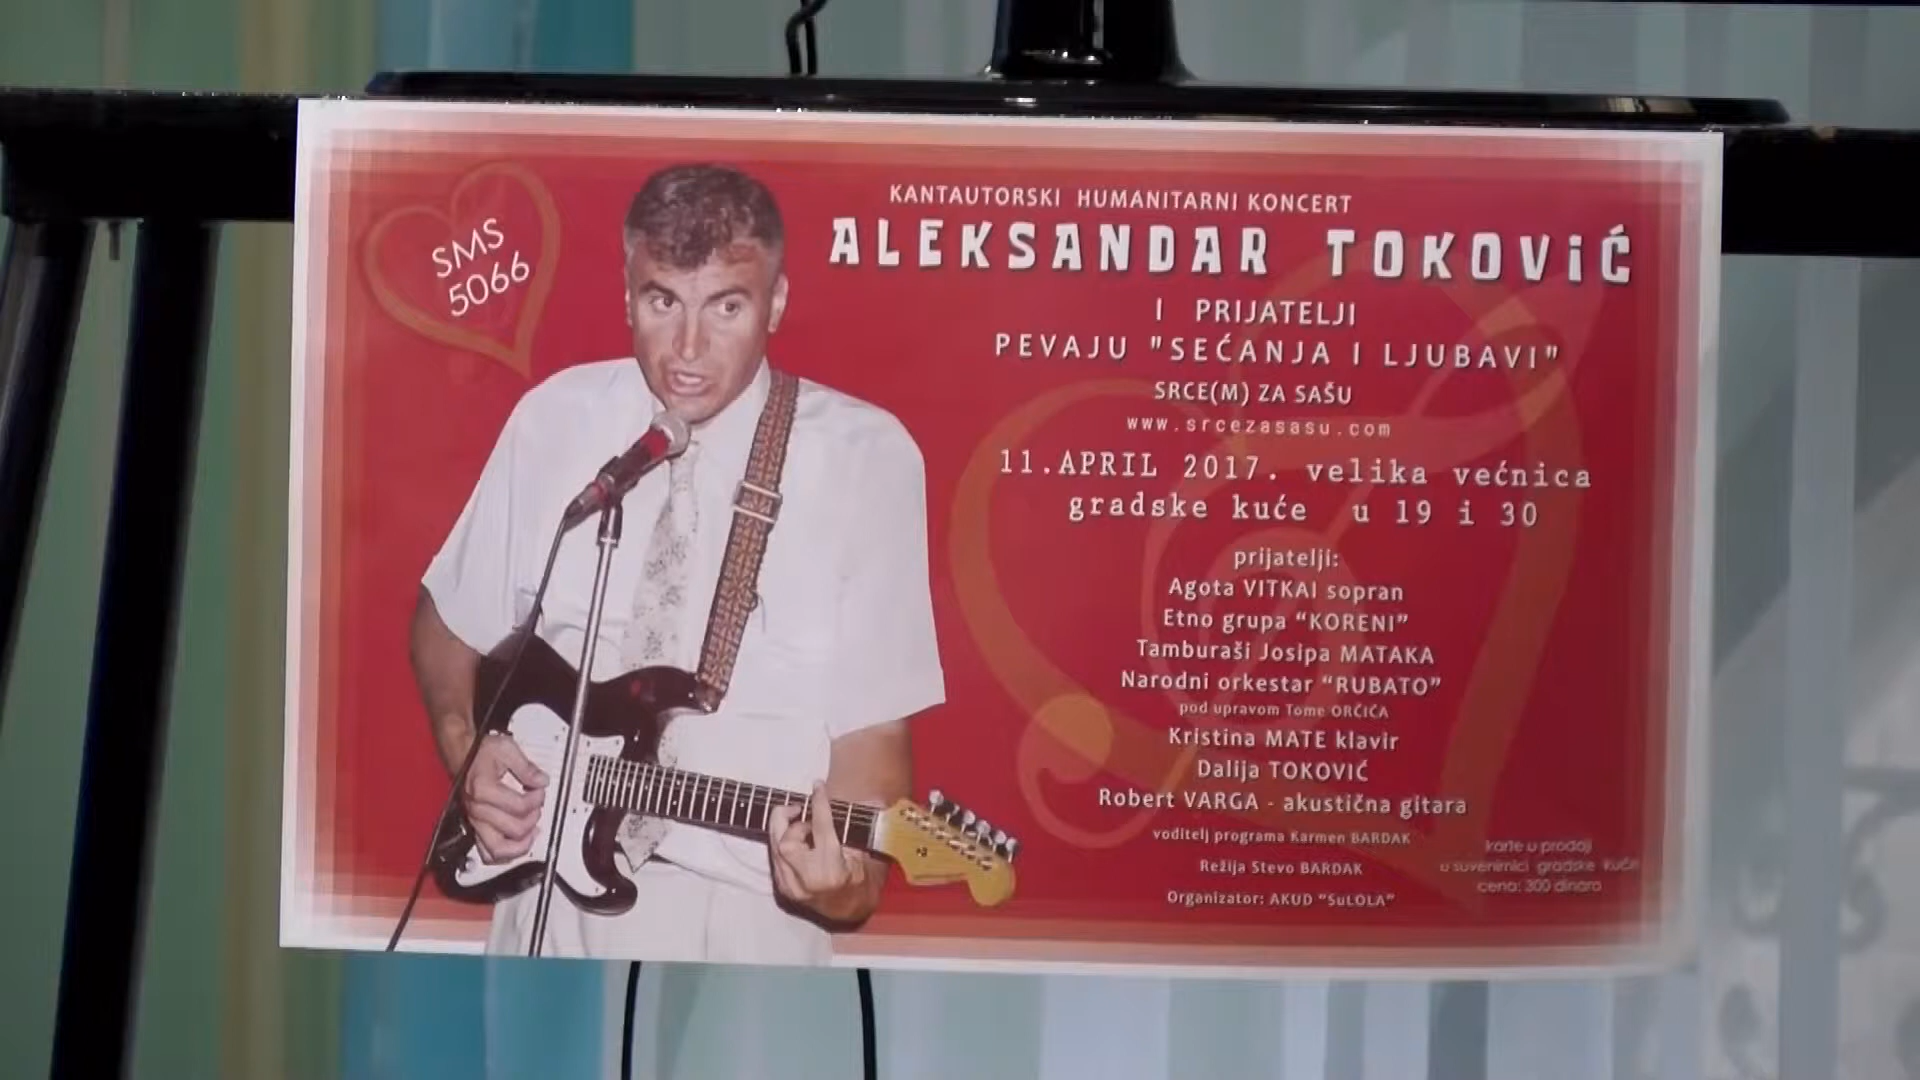 SMS
5066
KANTAUTORSKI HUMANITARNI KONCERT
ALEKSANDAR TOKOViĆ
I PRIJATELJI
PEVAJU "SEĆANJA I LJUBAVI"
SRCE(M) ZA SAŠU
www.srcezasasu.com
11.APRIL 2017. velika većnica
gradske kuće u 19 i 30
prijatelji:
Agota VITKAI sopran
Etno grupa "KORENI"
Tamburaši Josipa MATAKA
Narodni orkestar "RUBATO"
pod upravom Tome ORČIĆA
Kristina MATE klavir
Dalija TOKOVIĆ
Robert VARGA - akustična gitara
voditelj programa Karmen BARDAK
Režija Stevo BARDAK
Organizator: AKUD "SuLOLA"
karte u prodaji
u suvenirnici gradske kuće
cena: 300 dinara